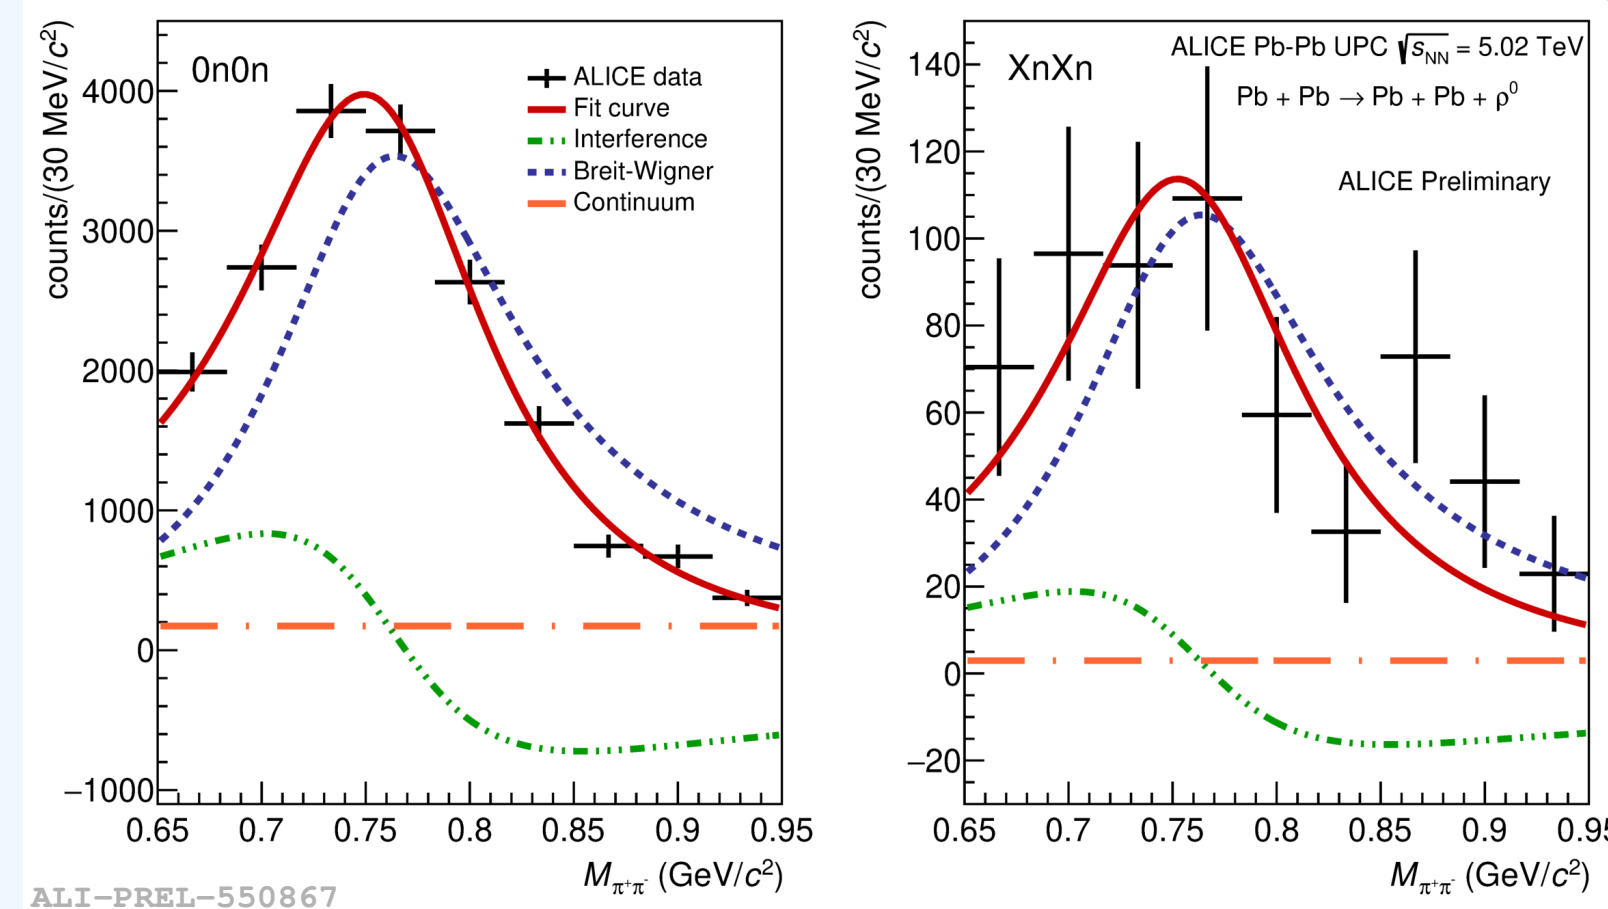 counts/(30 MeV/c²)
0n0n
ALICE data
Fit curve
Interference
Breit-Wigner
Continuum
4000
3000
2000
1000
0
−1000
0.65 0.7 0.75 0.8 0.85 0.9 0.95
M π⁺π⁻ (GeV/c²)
counts/(30 MeV/c²)
XnXn
ALICE Pb-Pb UPC √sNN = 5.02 TeV
Pb + Pb → Pb + Pb + ρ⁰
ALICE Preliminary
140
120
100
80
60
40
20
0
−20
0.65 0.7 0.75 0.8 0.85 0.9 0.95
M π⁺π⁻ (GeV/c²)
ALI−PREL−550867